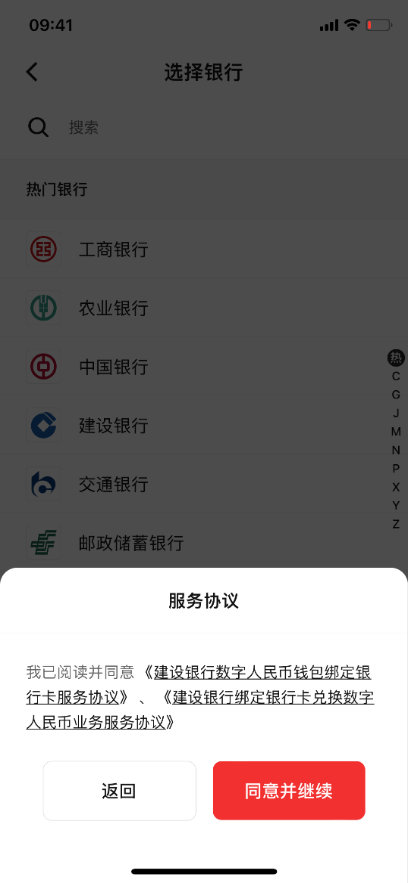 09:41
选择银行
搜索
热门银行
工商银行
农业银行
中国银行
建设银行
交通银行
邮政储蓄银行
热
C
G
J
M
N
P
X
Y
Z
服务协议
我已阅读并同意《建设银行数字人民币钱包绑定银
行卡服务协议》、《建设银行绑定银行卡兑换数字
人民币业务服务协议》
返回
同意并继续